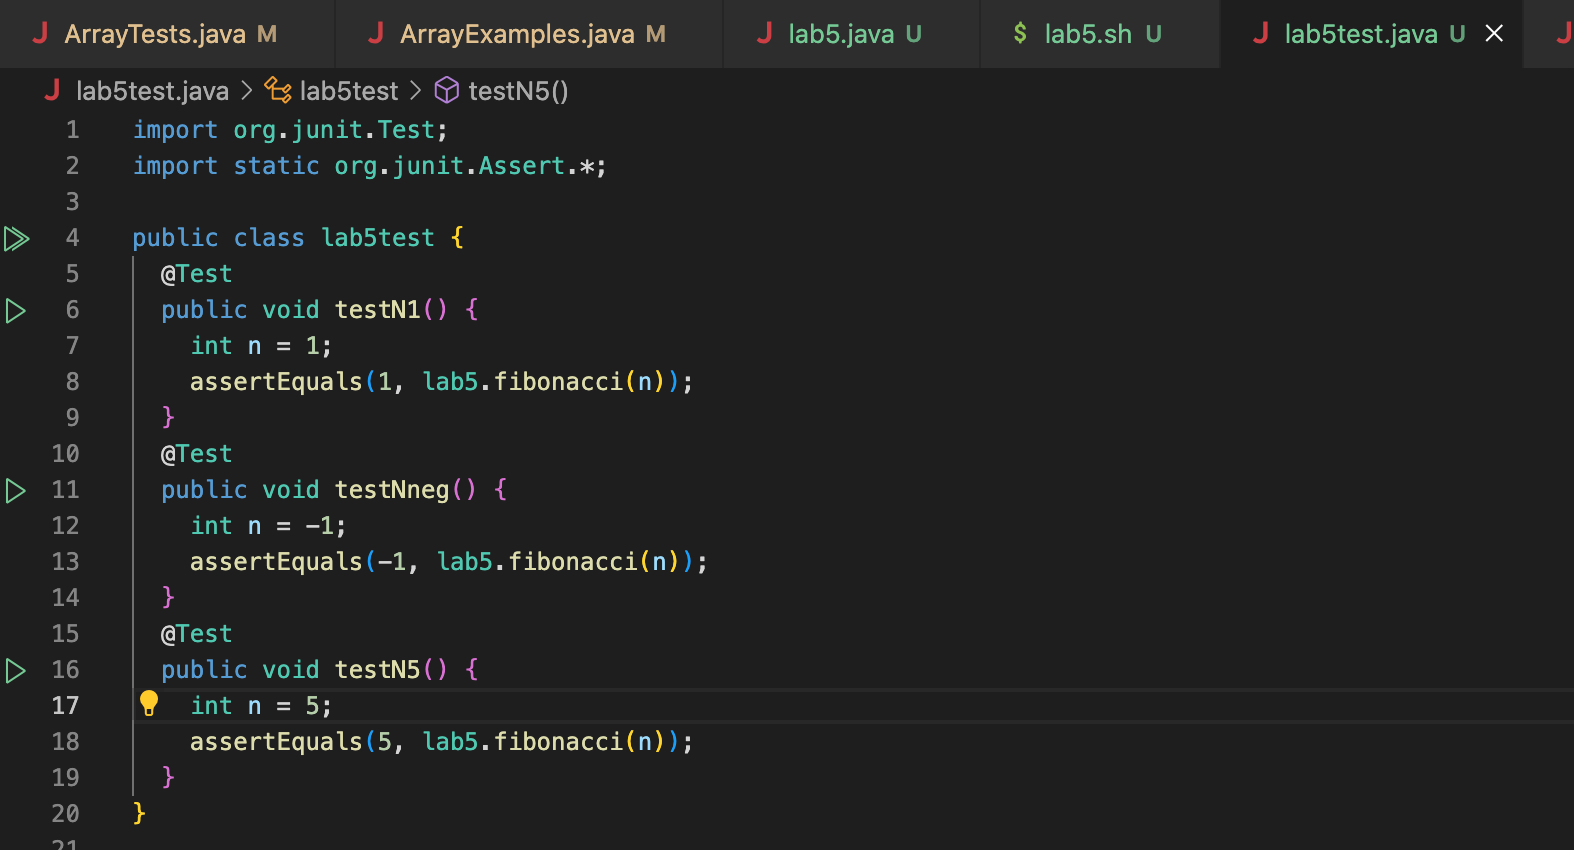 ArrayTests.java M ArrayExamples.java M lab5.java U $ lab5.sh U lab5test.java U
lab5test.java > lab5test > testN5()
1 import org.junit.Test;
2 import static org.junit.Assert.*;
3
4 public class lab5test {
5 @Test
6 public void testN1() {
7 int n = 1;
8 assertEquals(1, lab5.fibonacci(n));
9 }
10 @Test
11 public void testNneg() {
12 int n = -1;
13 assertEquals(-1, lab5.fibonacci(n));
14 }
15 @Test
16 public void testN5() {
17 int n = 5;
18 assertEquals(5, lab5.fibonacci(n));
19 }
20 }
21